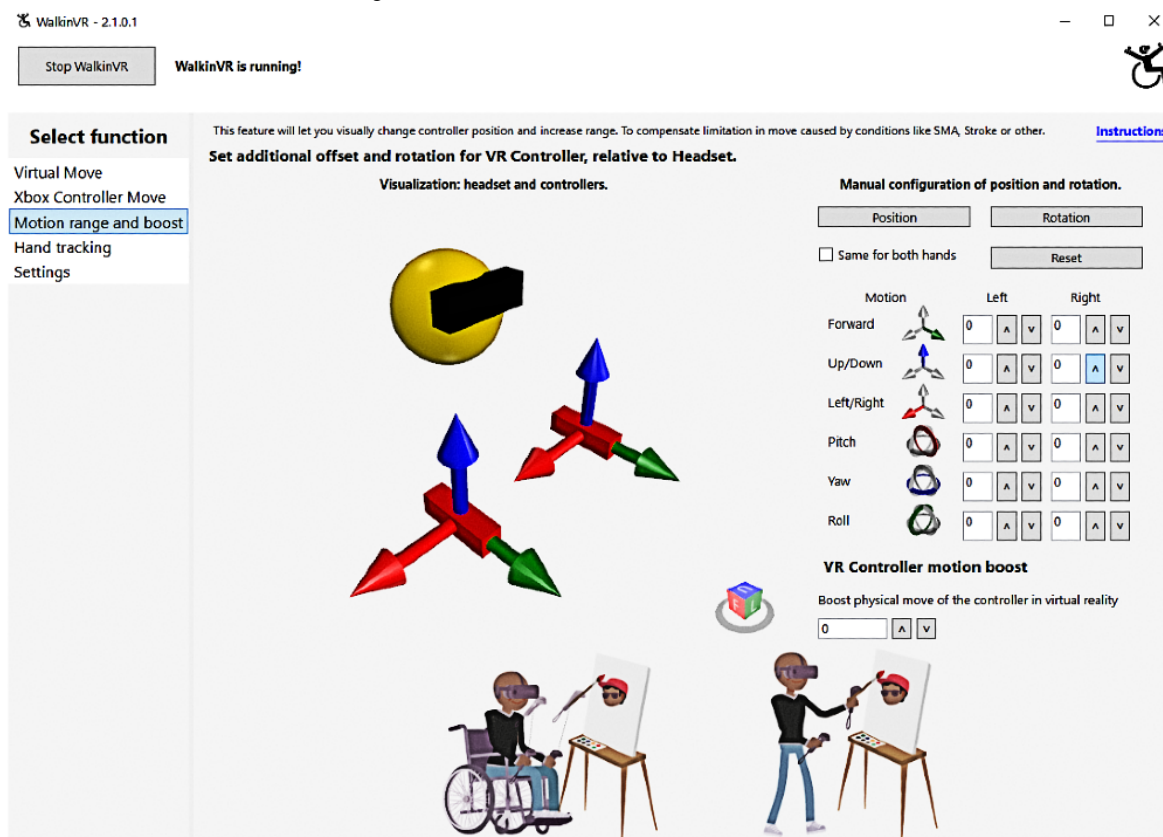 WalkinVR - 2.1.0.1
Stop WalkinVR
WalkinVR is running!
Select function
Virtual Move
Xbox Controller Move
Motion range and boost
Hand tracking
Settings
This feature will let you visually change controller position and increase range. To compensate limitation in move caused by conditions like SMA, Stroke or other.
Instructions
Set additional offset and rotation for VR Controller, relative to Headset.
Visualization: headset and controllers.
Manual configuration of position and rotation.
Position Rotation
Same for both hands Reset
Motion Left Right
Forward 0 0
Up/Down 0 0
Left/Right 0 0
Pitch 0 0
Yaw 0 0
Roll 0 0
VR Controller motion boost
Boost physical move of the controller in virtual reality
0
F L